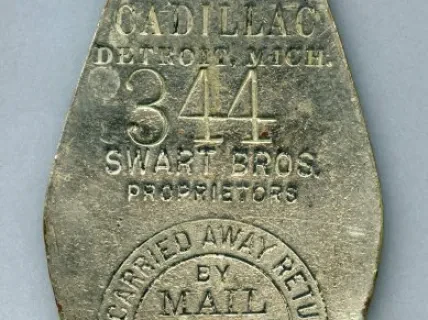 CADILLAC
DETROIT, MICH.
344
SWART BROS.
PROPRIETORS
CARRIED AWAY
BY
MAIL